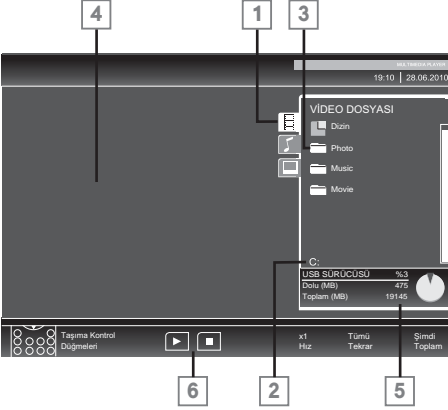 4 1 3
MULTIMEDIA PLAYER
19:10 28.06.2010
VİDEO DOSYASI
Dizin
Photo
Music
Movie
C:
USB SÜRÜCÜSÜ %3
Dolu (MB) 475
Toplam (MB) 19145
Taşıma Kontrol
Düğmeleri
x1 Tümü Şimdi
Hız Tekrar Toplam
6 2 5